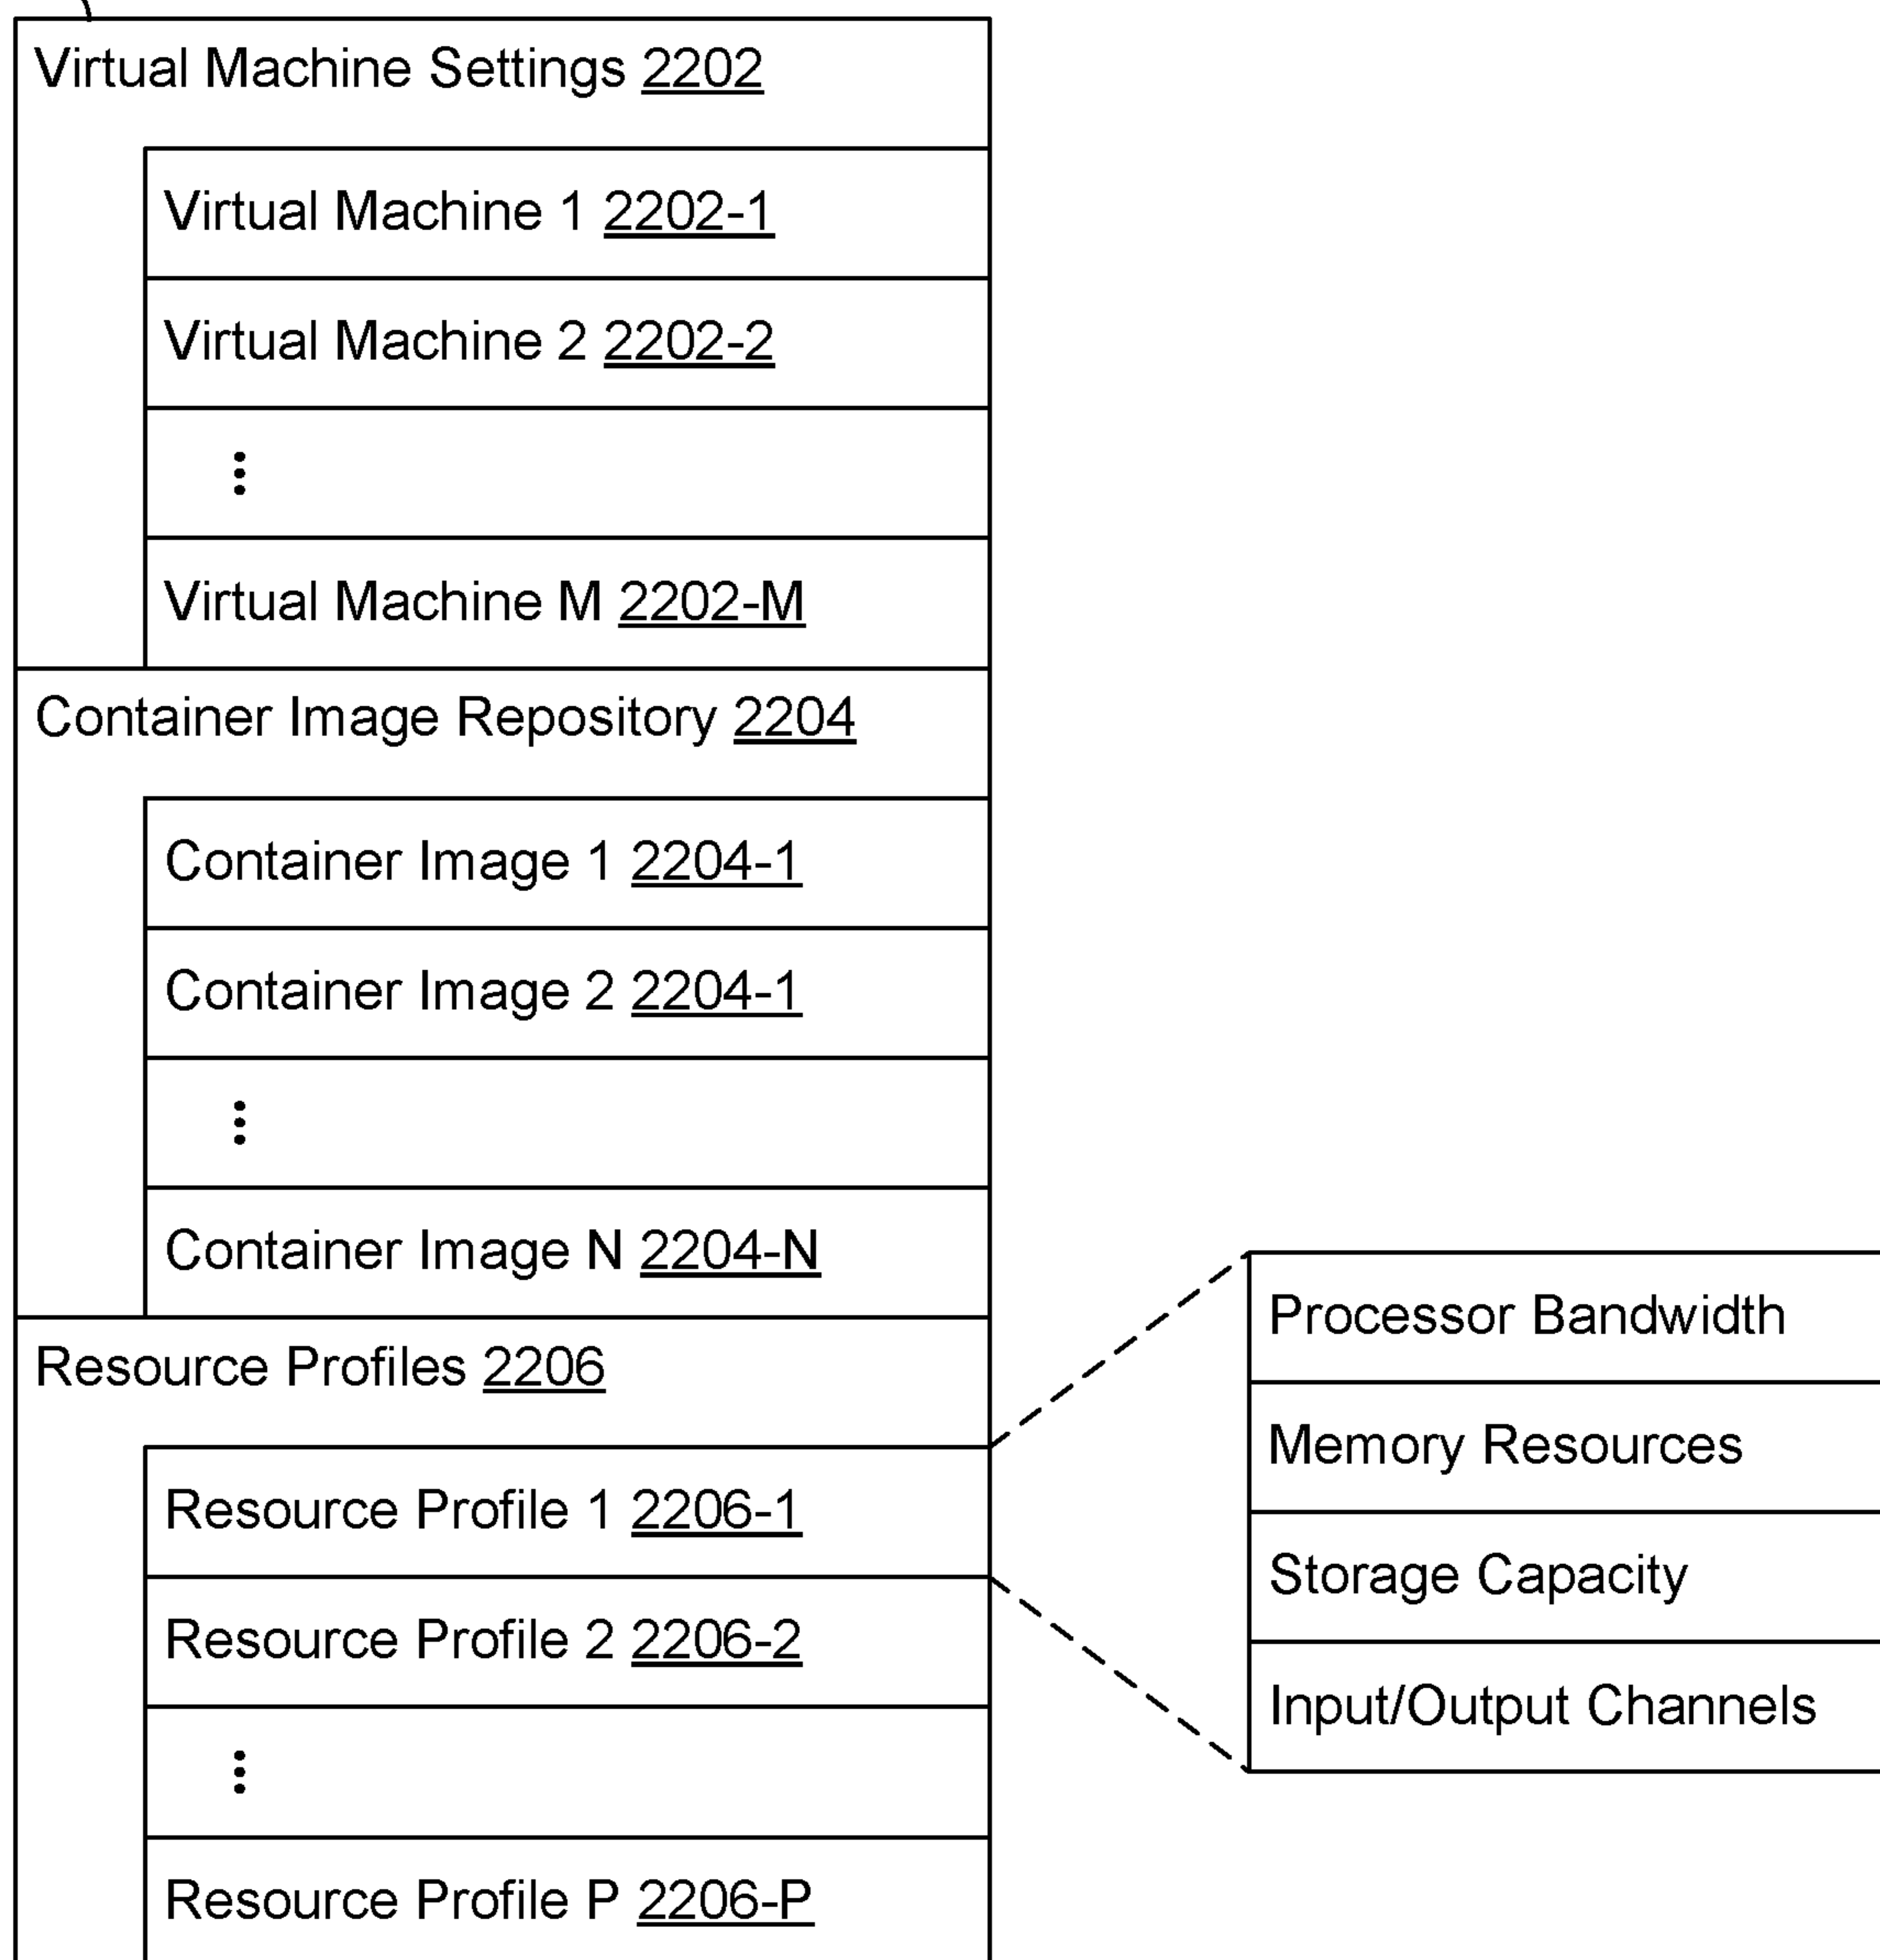 Virtual Machine Settings 2202
Virtual Machine 1 2202-1
Virtual Machine 2 2202-2
Virtual Machine M 2202-M
Container Image Repository 2204
Container Image 1 2204-1
Container Image 2 2204-1
Container Image N 2204-N
Resource Profiles 2206
Resource Profile 1 2206-1
Resource Profile 2 2206-2
Resource Profile P 2206-P
Processor Bandwidth
Memory Resources
Storage Capacity
Input/Output Channels